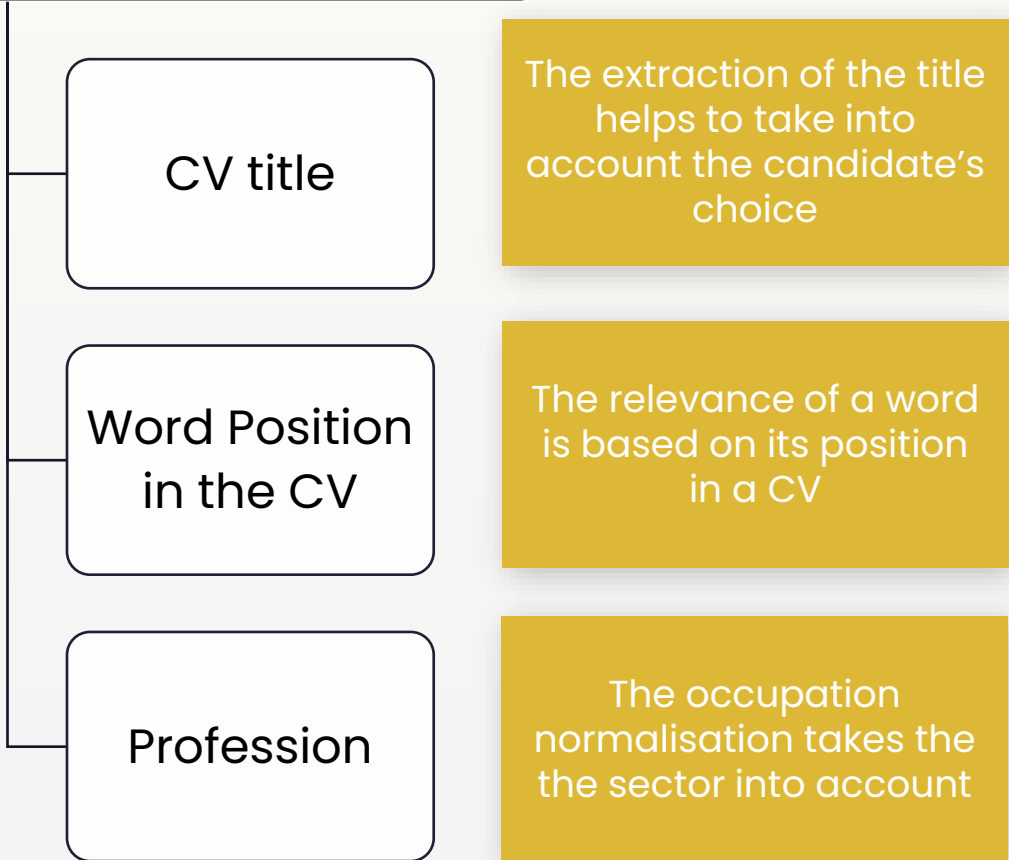 CV title
The extraction of the title
helps to take into
account the candidate’s
choice
Word Position
in the CV
The relevance of a word
is based on its position
in a CV
Profession
The occupation
normalisation takes the
the sector into account